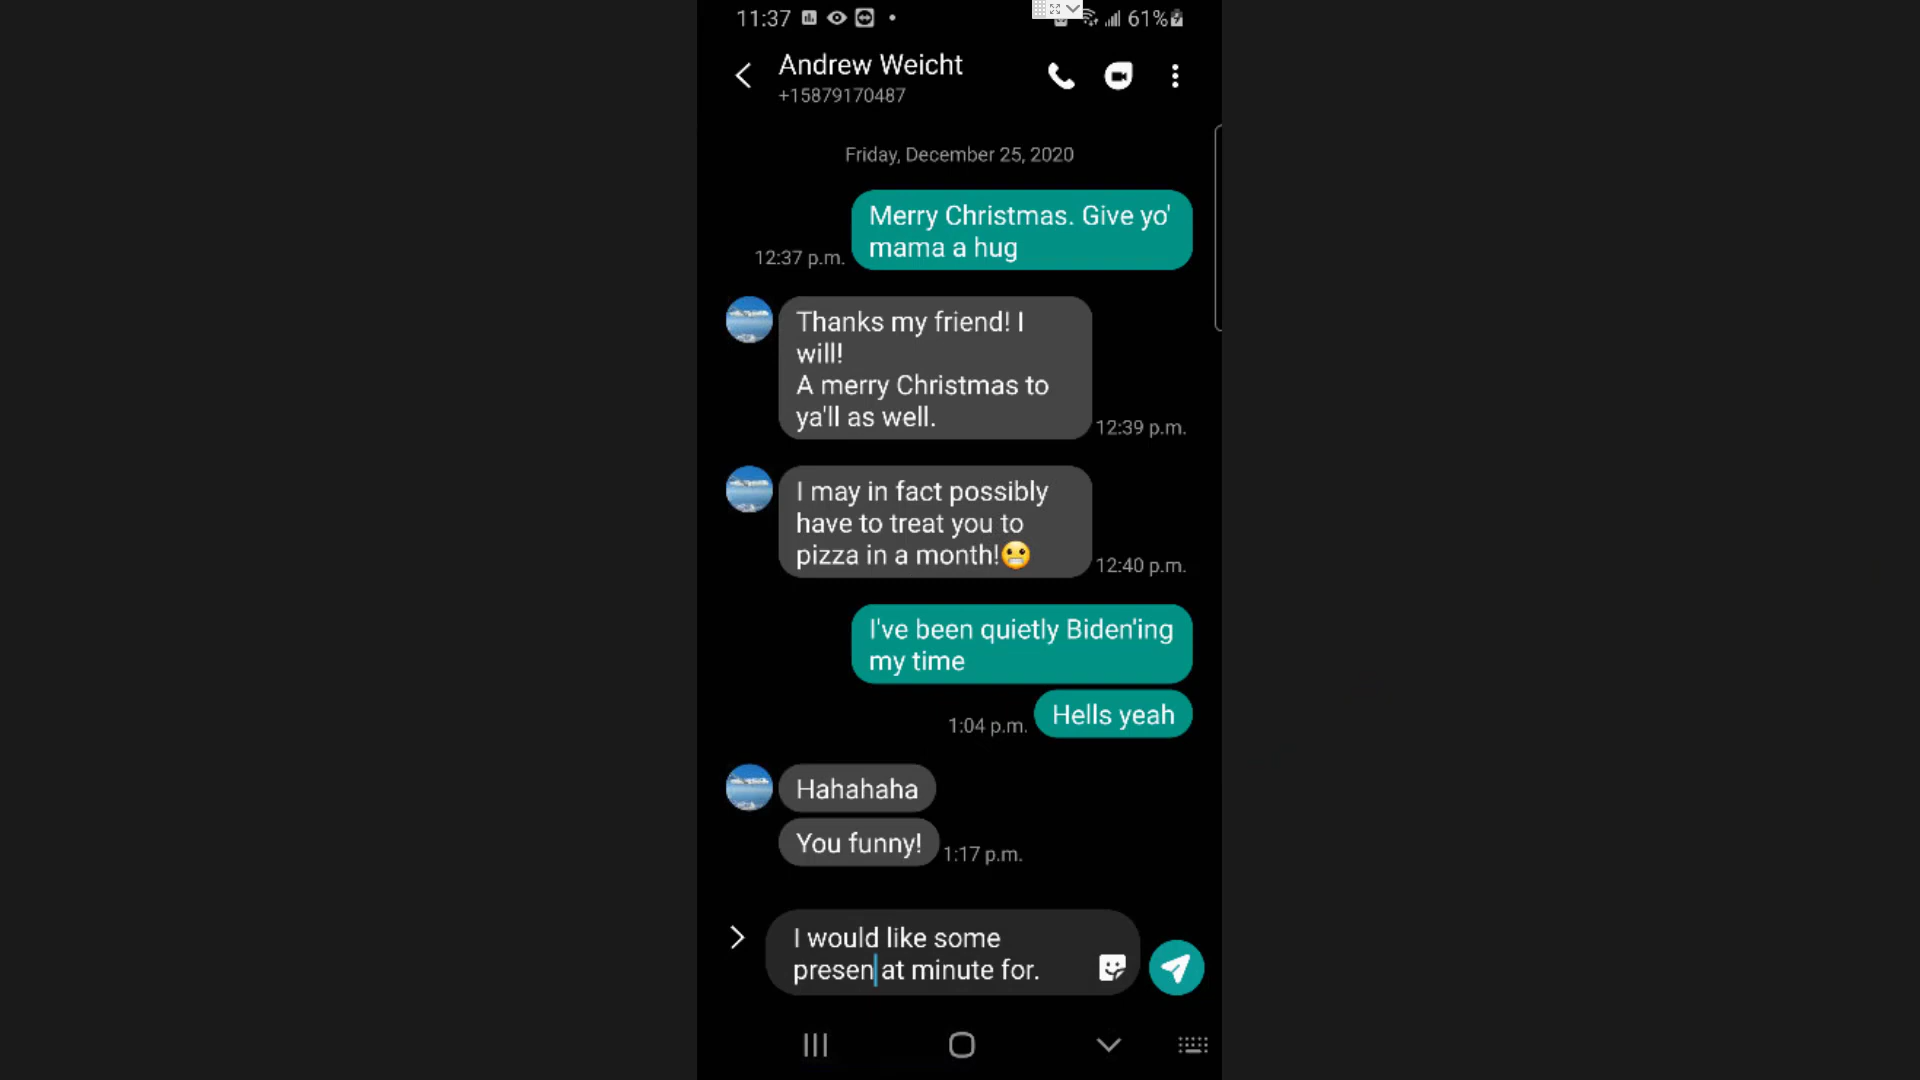 11:37
61%
Andrew Weicht
+15879170487
Friday, December 25, 2020
Merry Christmas. Give yo'
mama a hug
12:37 p.m.
Thanks my friend! I
will!
A merry Christmas to
ya'll as well.
12:39 p.m.
I may in fact possibly
have to treat you to
pizza in a month!😬
12:40 p.m.
I've been quietly Biden'ing
my time
Hells yeah
1:04 p.m.
Hahahaha
You funny!
1:17 p.m.
I would like some
presen at minute for.